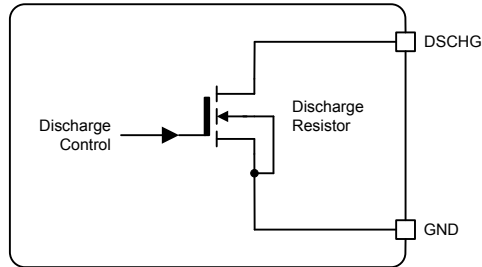 DSCHG
Discharge
Resistor
Discharge
Control
GND